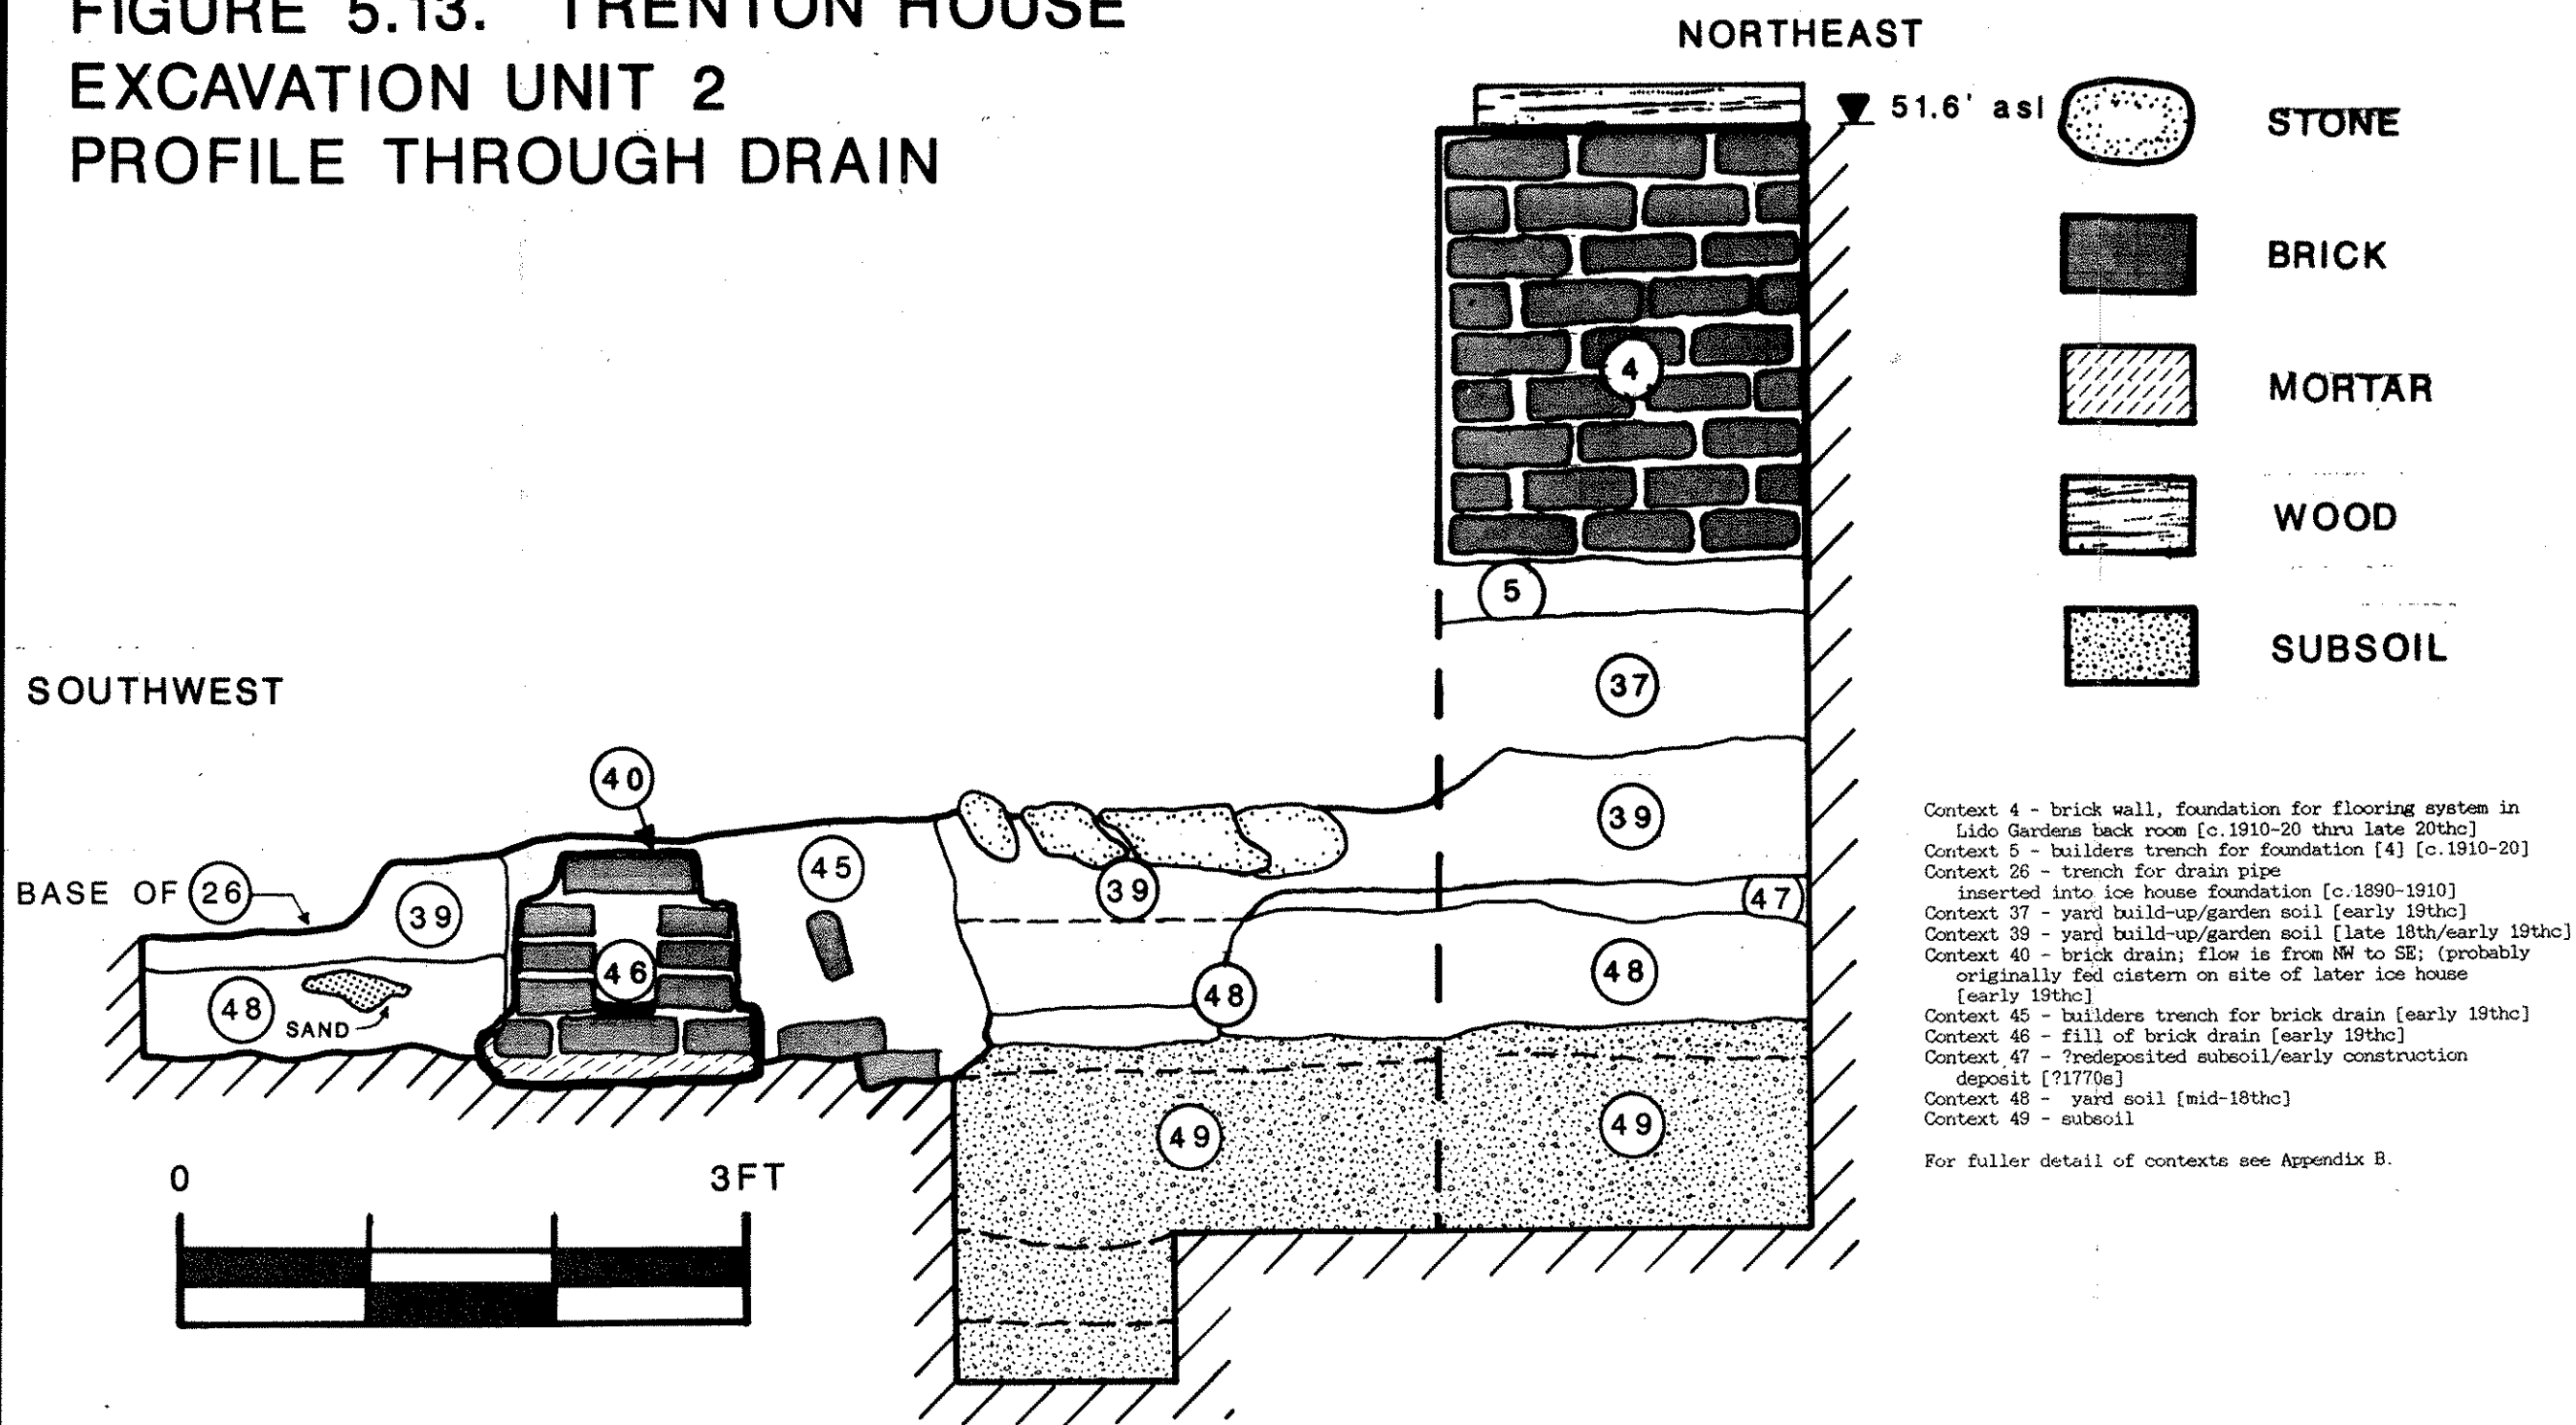 FIGURE 5.13. TRENTON HOUSE
EXCAVATION UNIT 2
PROFILE THROUGH DRAIN
NORTHEAST
51.6' asl
STONE
BRICK
MORTAR
WOOD
SUBSOIL
4
5
37
SOUTHWEST
40
39
45
BASE OF 26
39
39
47
46
48
48
48
SAND
49
49
0 3FT
Context 4 - brick wall, foundation for flooring system in
Lido Gardens back room [c.1910-20 thru late 20thc]
Context 5 - builders trench for foundation [4] [c.1910-20]
Context 26 - trench for drain pipe
inserted into ice house foundation [c.1890-1910]
Context 37 - yard build-up/garden soil [early 19thc]
Context 39 - yard build-up/garden soil [late 18th/early 19thc]
Context 40 - brick drain; flow is from NW to SE; (probably
originally fed cistern on site of later ice house
[early 19thc]
Context 45 - builders trench for brick drain [early 19thc]
Context 46 - fill of brick drain [early 19thc]
Context 47 - ?redeposited subsoil/early construction
deposit [?1770s]
Context 48 - yard soil [mid-18thc]
Context 49 - subsoil
For fuller detail of contexts see Appendix B.